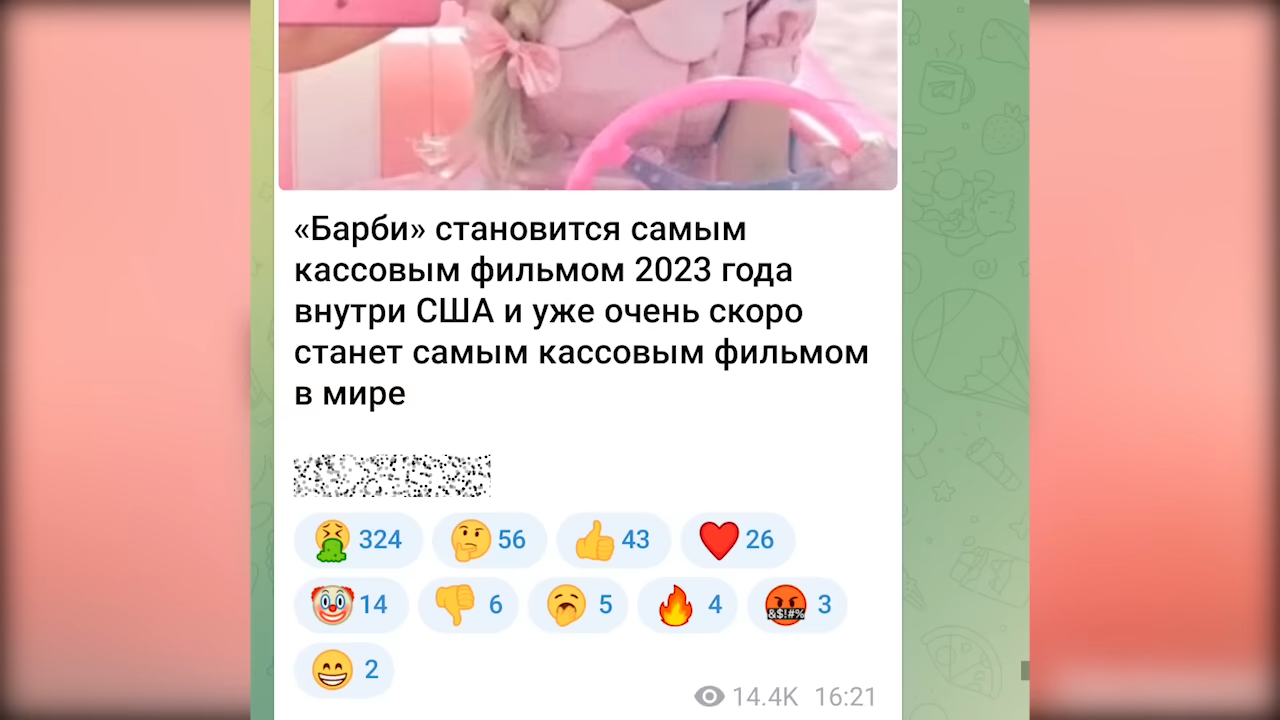 «Барби» становится самым
кассовым фильмом 2023 года
внутри США и уже очень скоро
станет самым кассовым фильмом
в мире
324 56 43 26
14 6 5 4 &$!#% 3
2
14.4K 16:21